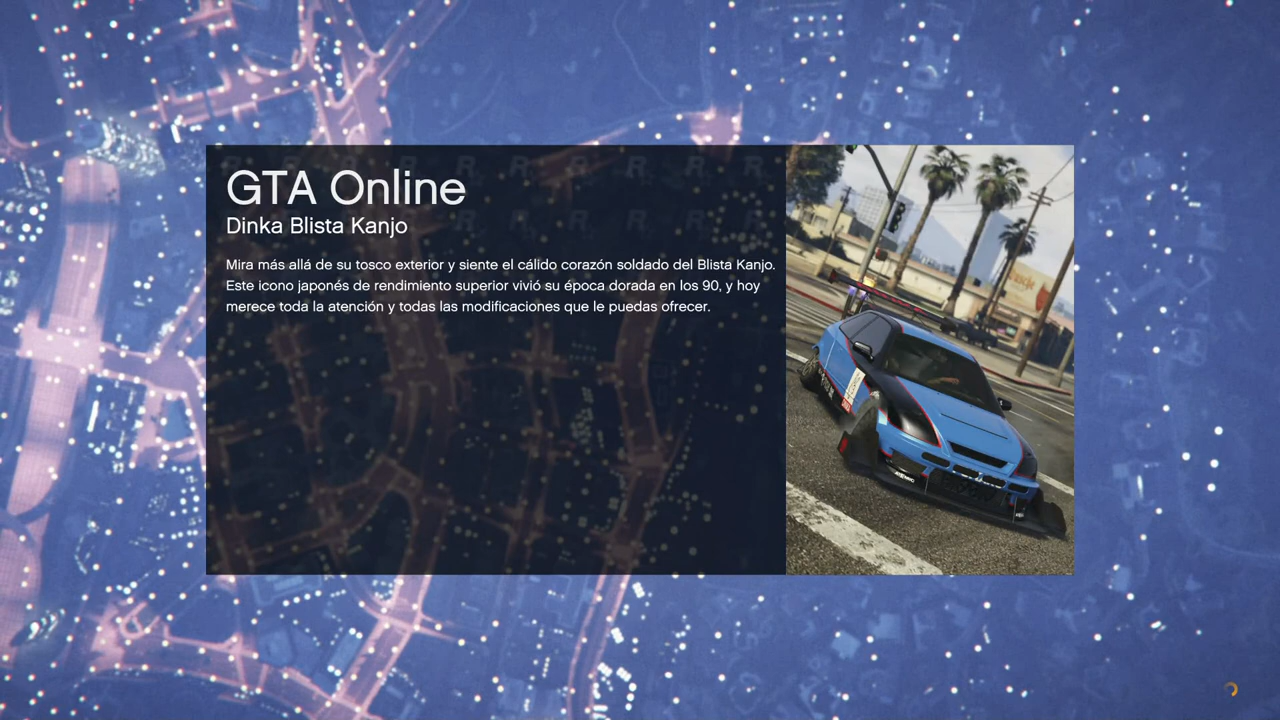 GTA Online
Dinka Blista Kanjo
Mira más allá de su tosco exterior y siente el cálido corazón soldado del Blista Kanjo.
Este icono japonés de rendimiento superior vivió su época dorada en los 90, y hoy
merece toda la atención y todas las modificaciones que le puedas ofrecer.